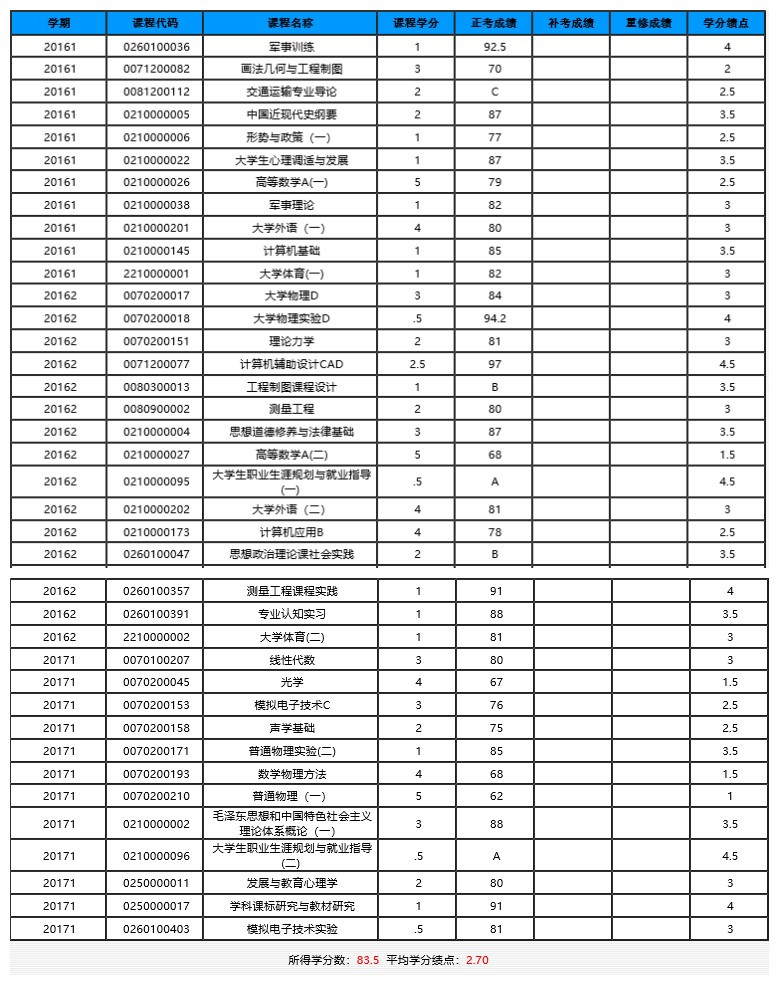 学期 课程代码 课程名称 课程学分 正考成绩 补考成绩 重修成绩 学分绩点
20161 0260100036 军事训练 1 92.5 4
20161 0071200082 画法几何与工程制图 3 70 2
20161 0081200112 交通运输专业导论 2 C 2.5
20161 0210000005 中国近现代史纲要 2 87 3.5
20161 0210000006 形势与政策（一） 1 77 2.5
20161 0210000022 大学生心理调适与发展 1 87 3.5
20161 0210000026 高等数学A(一) 5 79 2.5
20161 0210000038 军事理论 1 82 3
20161 0210000201 大学外语（一） 4 80 3
20161 0210000145 计算机基础 1 85 3.5
20161 2210000001 大学体育(一) 1 82 3
20162 0070200017 大学物理D 3 84 3
20162 0070200018 大学物理实验D .5 94.2 4
20162 0070200151 理论力学 2 81 3
20162 0071200077 计算机辅助设计CAD 2.5 97 4.5
20162 0080300013 工程制图课程设计 1 B 3.5
20162 0080900002 测量工程 2 80 3
20162 0210000004 思想道德修养与法律基础 3 87 3.5
20162 0210000027 高等数学A(二) 5 68 1.5
20162 0210000095 大学生职业生涯规划与就业指导
(一) .5 A 4.5
20162 0210000202 大学外语（二） 4 81 3
20162 0210000173 计算机应用B 4 78 2.5
20162 0260100047 思想政治理论课社会实践 2 B 3.5
20162 0260100357 测量工程课程实践 1 91 4
20162 0260100391 专业认知实习 1 88 3.5
20162 2210000002 大学体育(二) 1 81 3
20171 0070100207 线性代数 3 80 3
20171 0070200045 光学 4 67 1.5
20171 0070200153 模拟电子技术C 3 76 2.5
20171 0070200158 声学基础 2 75 2.5
20171 0070200171 普通物理实验(二) 1 85 3.5
20171 0070200193 数学物理方法 4 68 1.5
20171 0070200210 普通物理（一） 5 62 1
20171 0210000002 毛泽东思想和中国特色社会主义
理论体系概论（一） 3 88 3.5
20171 0210000096 大学生职业生涯规划与就业指导
(二) .5 A 4.5
20171 0250000011 发展与教育心理学 2 80 3
20171 0250000017 学科课标研究与教材研究 1 91 4
20171 0260100403 模拟电子技术实验 .5 81 3
所得学分数：83.5 平均学分绩点：2.70